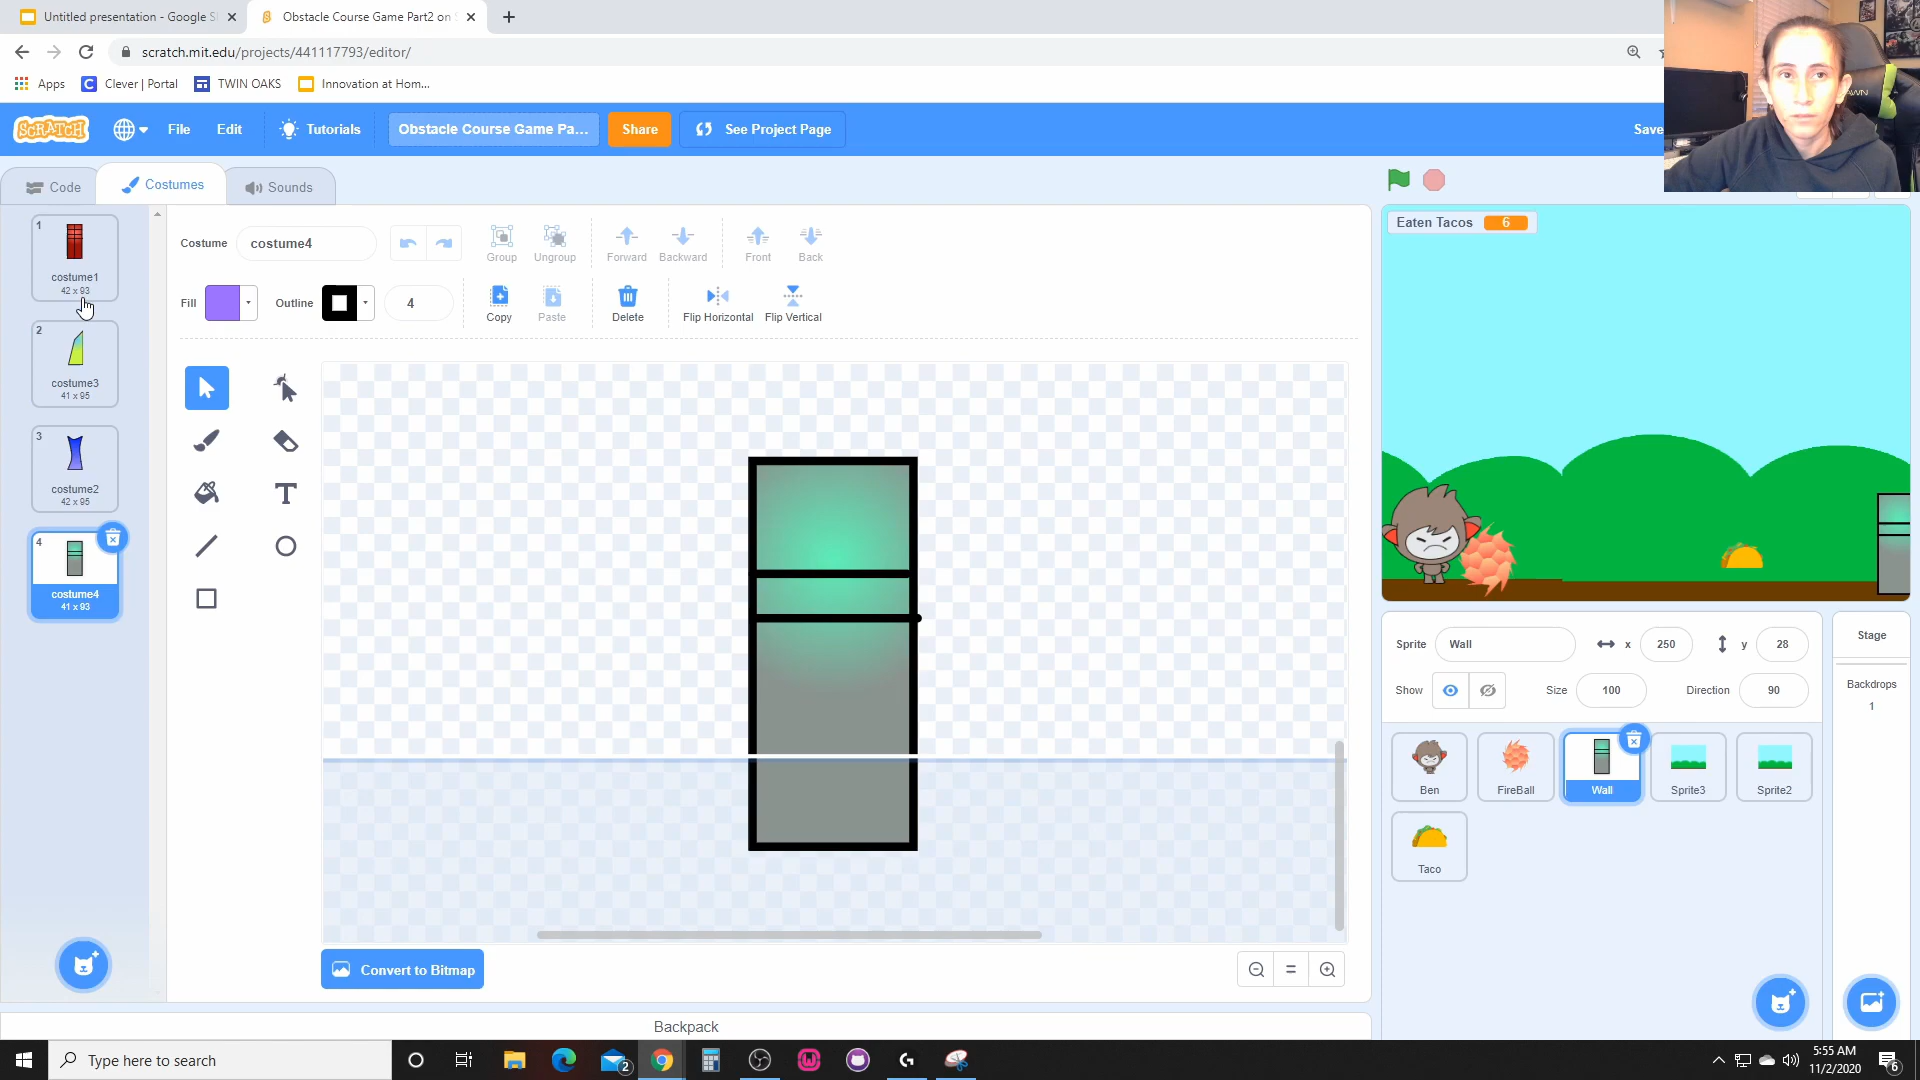 Untitled presentation - Google Sl
Obstacle Course Game Part2 on S
scratch.mit.edu/projects/441117793/editor/
Apps
C
Clever | Portal
TWIN OAKS
Innovation at Hom...
SCRATCH
File
Edit
Tutorials
Obstacle Course Game Pa...
Share
See Project Page
Save
Code
Costumes
Sounds
1
costume1
42 x 93
2
costume3
41 x 95
3
costume2
42 x 95
4
costume4
41 x 93
Costume
costume4
Group
Ungroup
Forward
Backward
Front
Back
Fill
Outline
4
Copy
Paste
Delete
Flip Horizontal
Flip Vertical
T
Convert to Bitmap
Backpack
Eaten Tacos 6
Sprite
Wall
x
250
y
28
Show
Size
100
Direction
90
Stage
Backdrops
1
Ben
FireBall
Wall
Sprite3
Sprite2
Taco
Type here to search
2
5:55 AM
11/2/2020
6